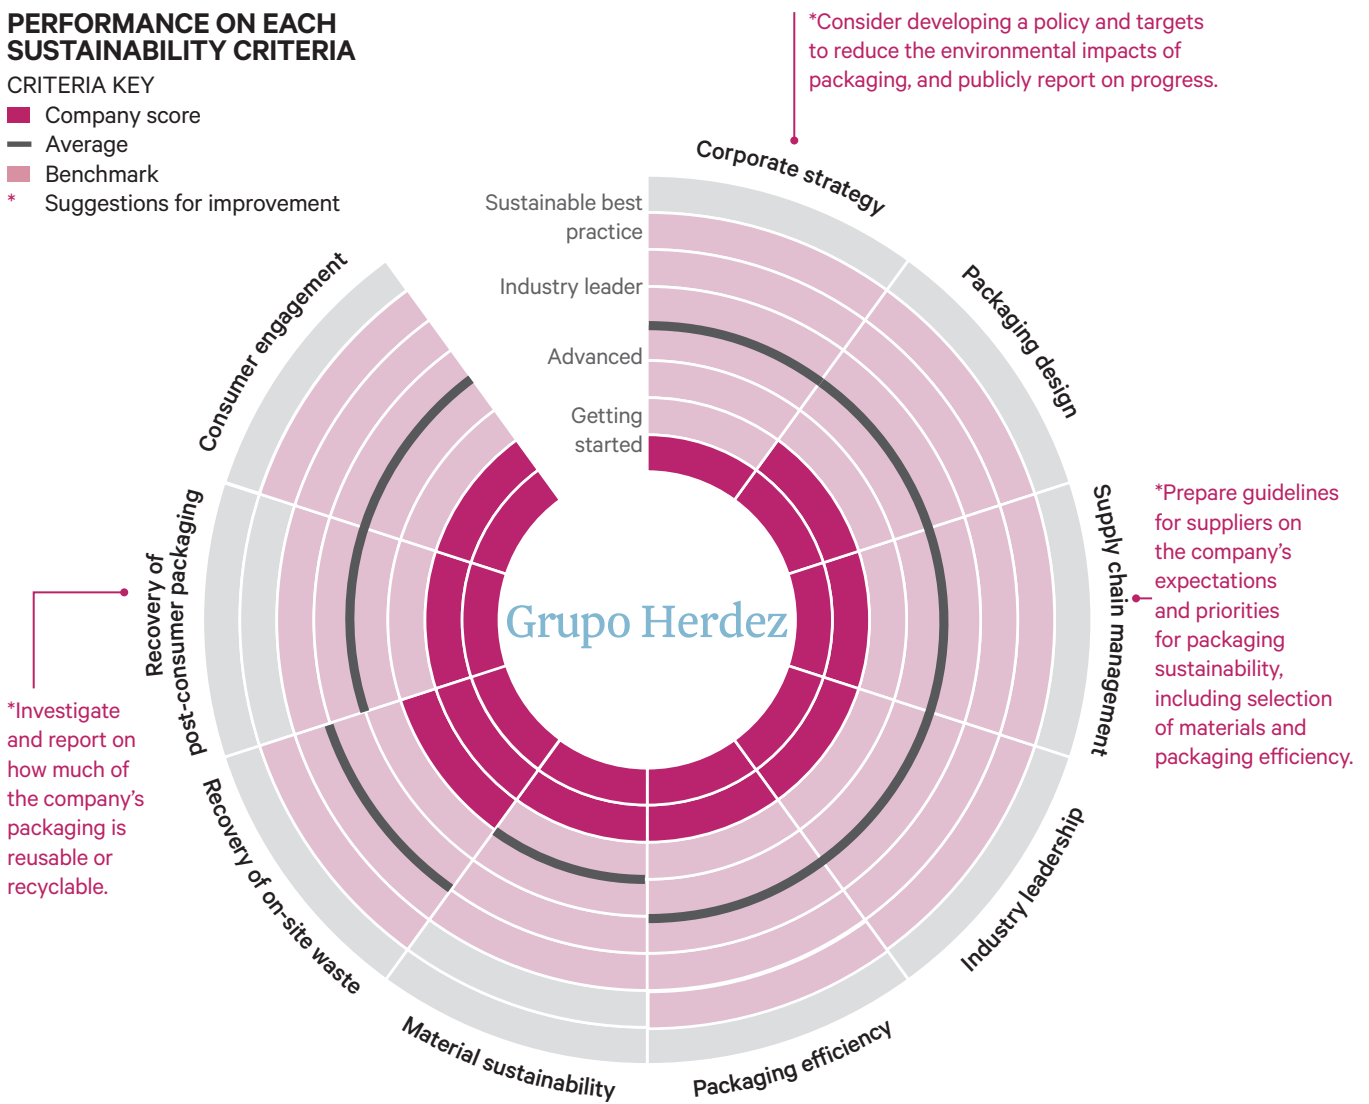 PERFORMANCE ON EACH
SUSTAINABILITY CRITERIA
CRITERIA KEY
Company score
Average
Benchmark
* Suggestions for improvement
*Consider developing a policy and targets
to reduce the environmental impacts of
packaging, and publicly report on progress.
Corporate strategy
Packaging design
Supply chain management
Industry leadership
Packaging efficiency
Material sustainability
Recovery of on-site waste
Recovery of
post-consumer packaging
Consumer engagement
Sustainable best
practice
Industry leader
Advanced
Getting
started
Grupo Herdez
*Prepare guidelines
for suppliers on
the company’s
expectations
and priorities
for packaging
sustainability,
including selection
of materials and
packaging efficiency.
*Investigate
and report on
how much of
the company’s
packaging is
reusable or
recyclable.